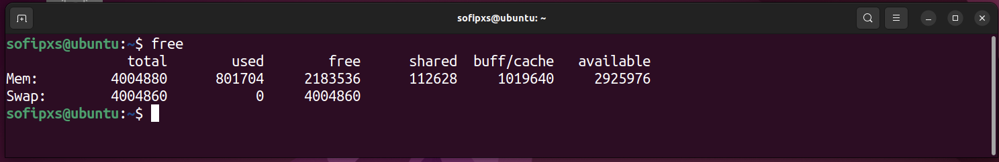 sofipxs@ubuntu: ~
sofipxs@ubuntu:~$ free
total used free shared buff/cache available
Mem: 4004880 801704 2183536 112628 1019640 2925976
Swap: 4004860 0 4004860
sofipxs@ubuntu:~$